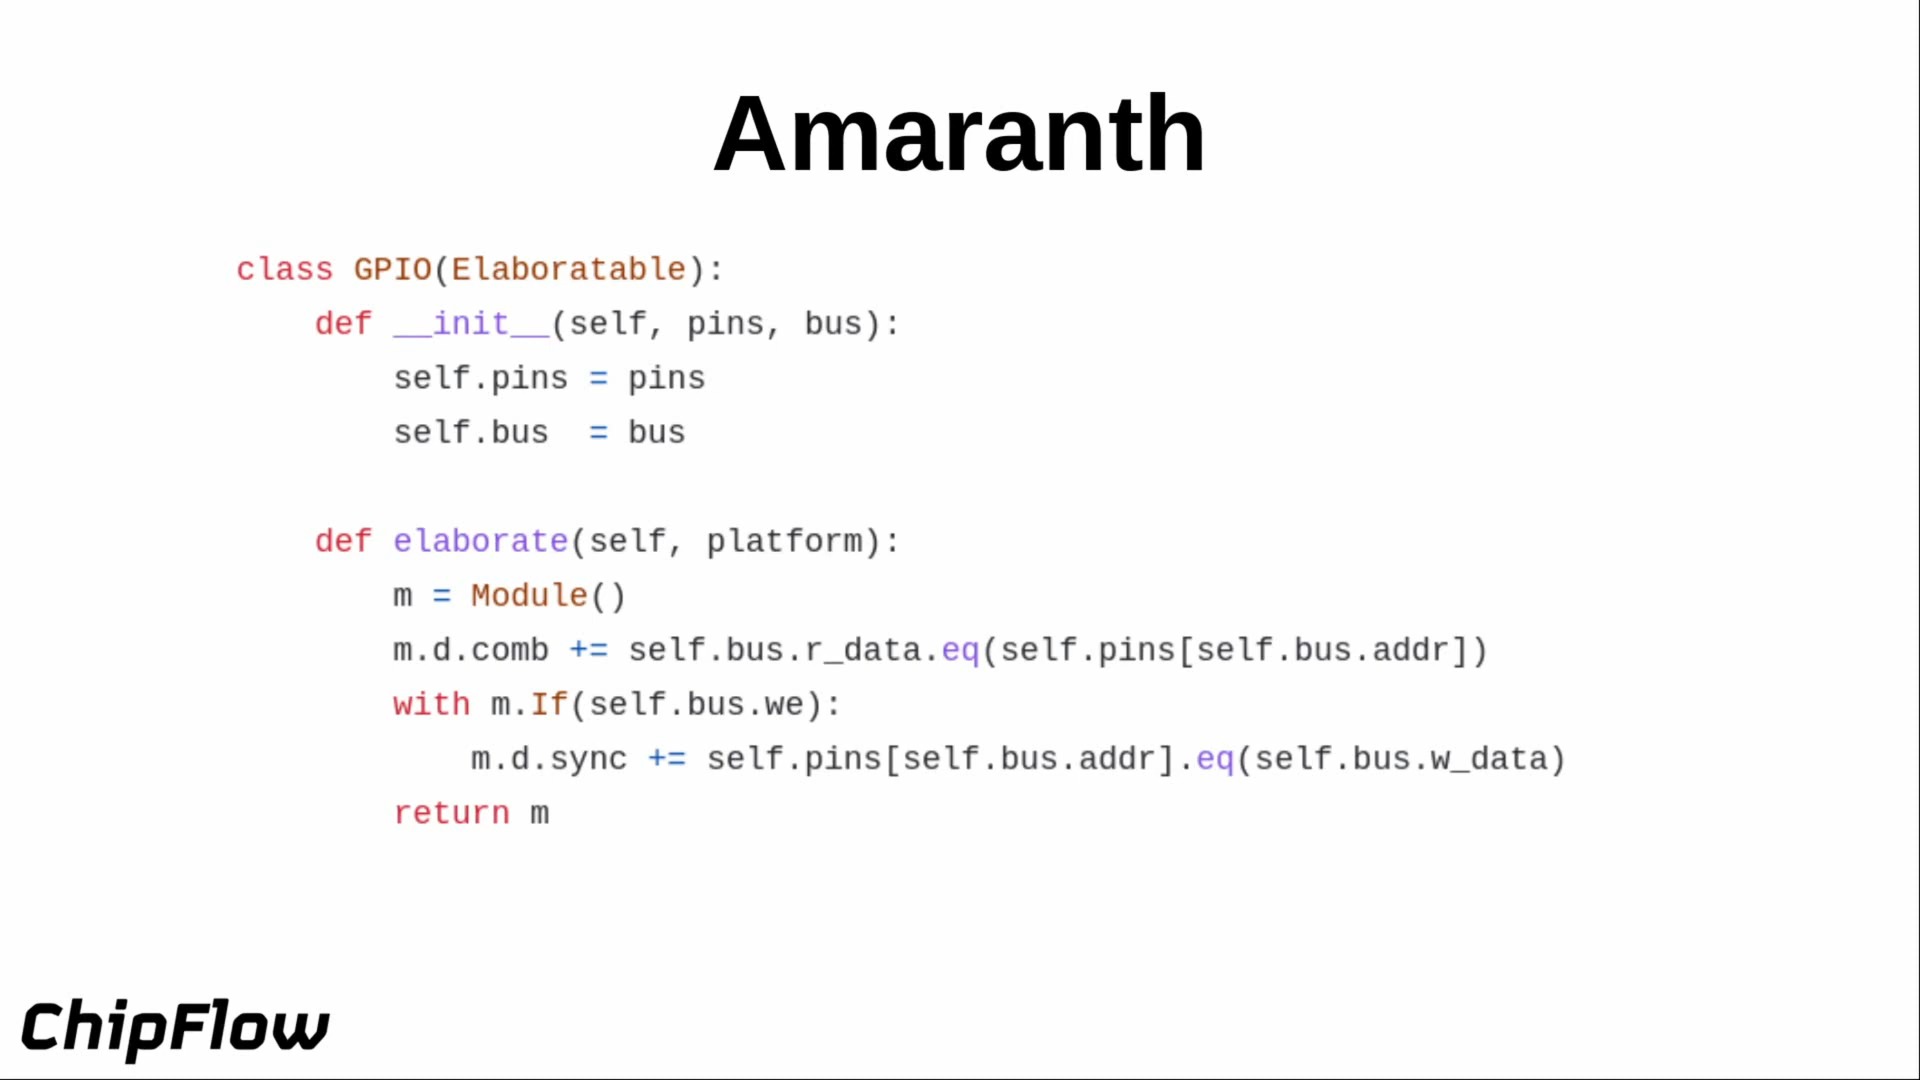 Amaranth
class GPIO(Elaboratable):
    def __init__(self, pins, bus):
        self.pins = pins
        self.bus  = bus

    def elaborate(self, platform):
        m = Module()
        m.d.comb += self.bus.r_data.eq(self.pins[self.bus.addr])
        with m.If(self.bus.we):
            m.d.sync += self.pins[self.bus.addr].eq(self.bus.w_data)
        return m
ChipFlow